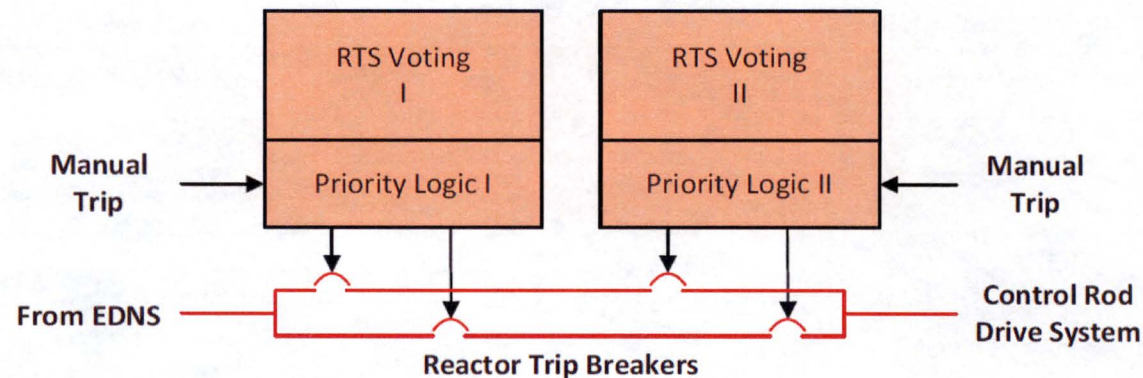 RTS Voting
I
RTS Voting
II
Manual
Trip
Priority Logic I
Priority Logic II
Manual
Trip
From EDNS
Control Rod
Drive System
Reactor Trip Breakers